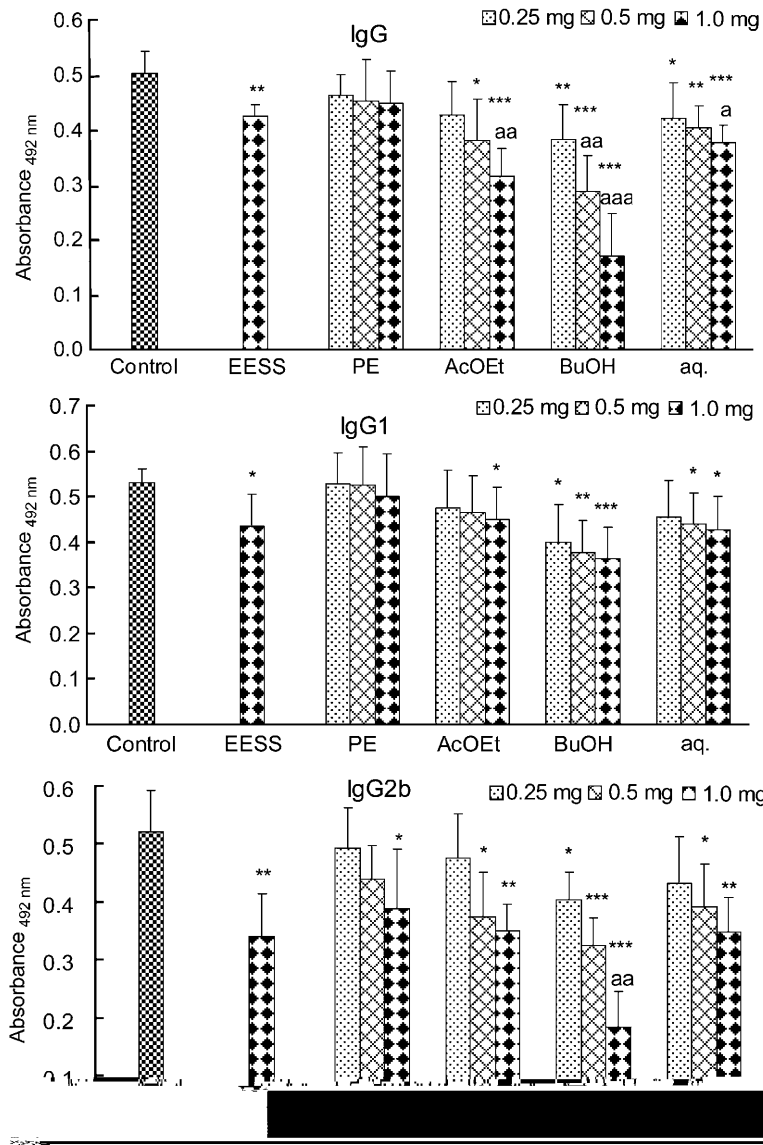 IgG
0.25 mg 0.5 mg 1.0 mg
Absorbance 492 nm
0.6
0.5
0.4
0.3
0.2
0.1
0.0
**
* *** aa
** *** aa *** aaa
* ** *** a
Control EESS PE AcOEt BuOH aq.
IgG1
0.25 mg 0.5 mg 1.0 mg
Absorbance 492 nm
0.7
0.6
0.5
0.4
0.3
0.2
0.1
0.0
*
*
* ** ***
* *
Control EESS PE AcOEt BuOH aq.
IgG2b
0.25 mg 0.5 mg 1.0 mg
Absorbance 492 nm
0.6
0.5
0.4
0.3
0.2
0.1
**
*
* **
* *** *** aa
* **